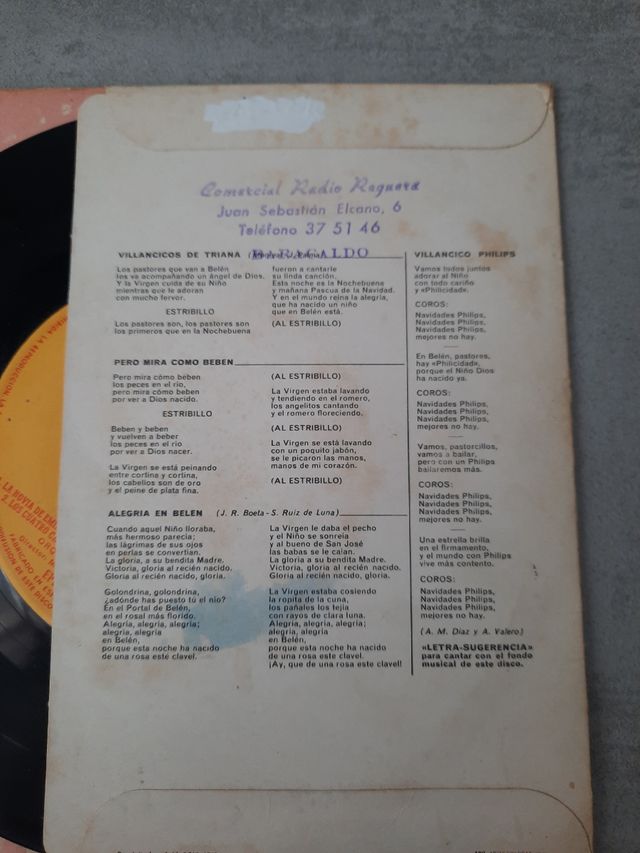 Comercial Radio Reguera
Juan Sebastián Elcano, 6
Teléfono 37 51 46
BARACALDO
VILLANCICOS DE TRIANA
Los pastores que van a Belén
los va acompañando un ángel de Dios.
Y la Virgen cuida de su Niño
mientras que le adoran
con mucho fervor.
ESTRIBILLO
Los pastores son, los pastores son
los primeros que en la Nochebuena
fueron a cantarle
su linda canción.
Esta noche es la Nochebuena
y mañana Pascua de la Navidad.
Y en el mundo reina la alegría,
que ha nacido un niño
que en Belén está.
(AL ESTRIBILLO)
PERO MIRA COMO BEBEN
Pero mira cómo beben
los peces en el río,
pero mira cómo beben
por ver a Dios nacido.
ESTRIBILLO
Beben y beben
y vuelven a beber
los peces en el río
por ver a Dios nacer.
La Virgen se está peinando
entre cortina y cortina,
los cabellos son de oro
y el peine de plata fina.
(AL ESTRIBILLO)
La Virgen estaba lavando
y tendiendo en el romero,
los angelitos cantando
y el romero floreciendo.
(AL ESTRIBILLO)
La Virgen se está lavando
con un poquito jabón,
se le picaron las manos,
manos de mi corazón.
(AL ESTRIBILLO)
ALEGRIA EN BELEN (J. R. Boeta - S. Ruiz de Luna)
Cuando aquel Niño lloraba,
más hermoso parecía;
las lágrimas de sus ojos
en perlas se convertían.
La gloria, a su bendita Madre.
Victoria, gloria al recién nacido.
Gloria al recién nacido, gloria.
Golondrina, golondrina,
¿adónde has puesto tú el nío?
En el Portal de Belén,
en el rosal más florido.
Alegría, alegría, alegría;
alegría, alegría
en Belén,
porque esta noche ha nacido
de una rosa este clavel.
La Virgen le daba el pecho
y el Niño se sonreía
y al bueno de San José
las babas se le caían.
La gloria a su bendita Madre.
Victoria, gloria al recién nacido.
Gloria al recién nacido, gloria.
La Virgen estaba cosiendo
la ropita de la cuna,
los pañales los tejía
con rayos de clara luna.
Alegría, alegría, alegría;
alegría, alegría
en Belén,
porque esta noche ha nacido
de una rosa este clavel.
¡Ay, que de una rosa este clavel!
VILLANCICO PHILIPS
Vamos todos juntos
adorar al Niño
con todo cariño
y «Philicidad».
COROS:
Navidades Philips,
Navidades Philips,
Navidades Philips,
mejores no hay.
En Belén, pastores,
hay «Philicidad»,
porque el Niño Dios
ha nacido ya.
COROS:
Navidades Philips,
Navidades Philips,
Navidades Philips,
mejores no hay.
Vamos, pastorcillos,
vamos a bailar,
pero con un Philips
bailaremos más.
COROS:
Navidades Philips,
Navidades Philips,
Navidades Philips,
mejores no hay.
Una estrella brilla
en el firmamento,
y el mundo con Philips
vive más contento.
COROS:
Navidades Philips,
Navidades Philips,
Navidades Philips,
mejores no hay.
(A. M. Díaz y A. Valero)
«LETRA-SUGERENCIA»
para cantar con el fondo
musical de este disco.